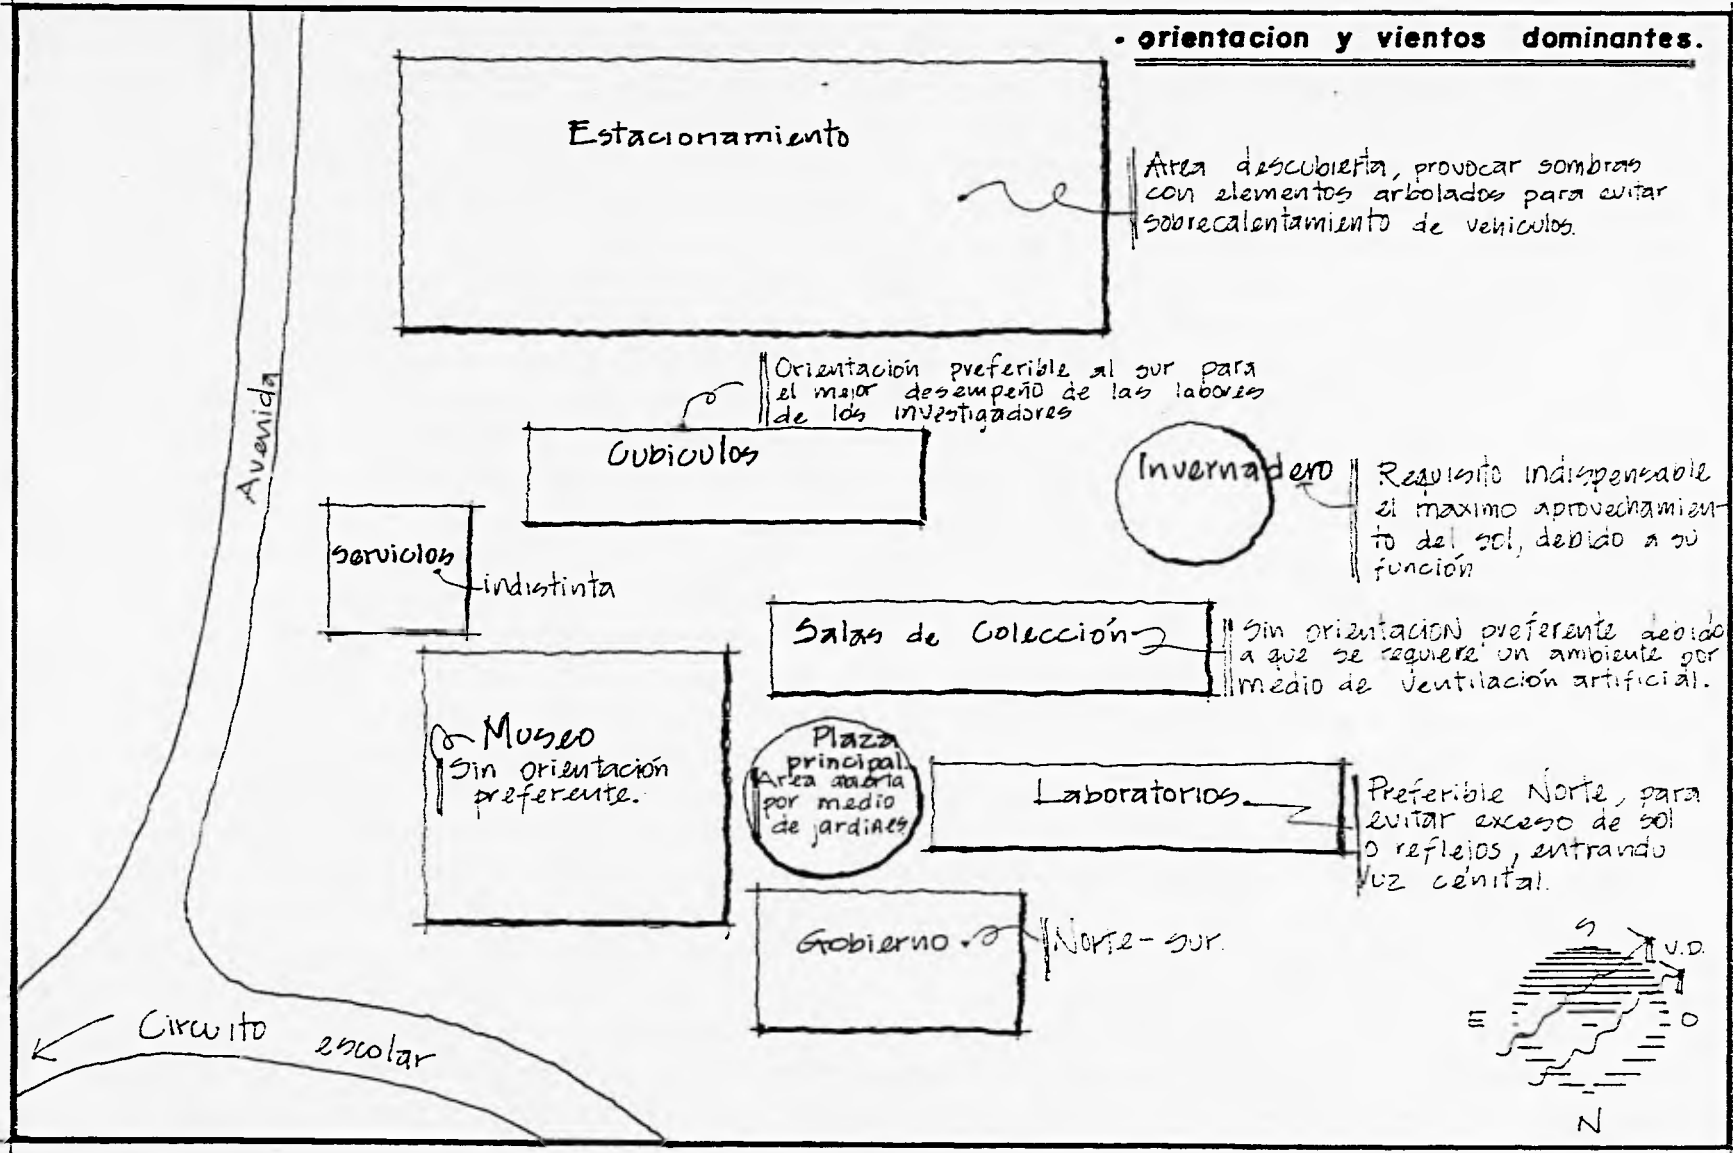 . orientacion y vientos dominantes.
Estacionamiento
Area descubierta, provocar sombras
con elementos arbolados para evitar
sobrecalentamiento de vehiculos.
Avenida
Orientación preferible al sur para
el mejor desempeño de las labores
de los investigadores
Cubiculos
Invernadero
Requisito indispensable
el maximo aprovechamien-
to del sol, debido a su
función
servicios
indistinta
Salas de Colección
Sin orientación preferente debido
a que se requiere un ambiente por
medio de ventilación artificial.
Museo
Sin orientación
preferente.
Plaza
principal.
Area abierta
por medio
de jardines
Laboratorios.
Preferible Norte, para
evitar exceso de sol
o reflejos, entrando
luz cénital.
Gobierno.
Norte-sur.
Circuito escolar
S
V.D.
E
O
N